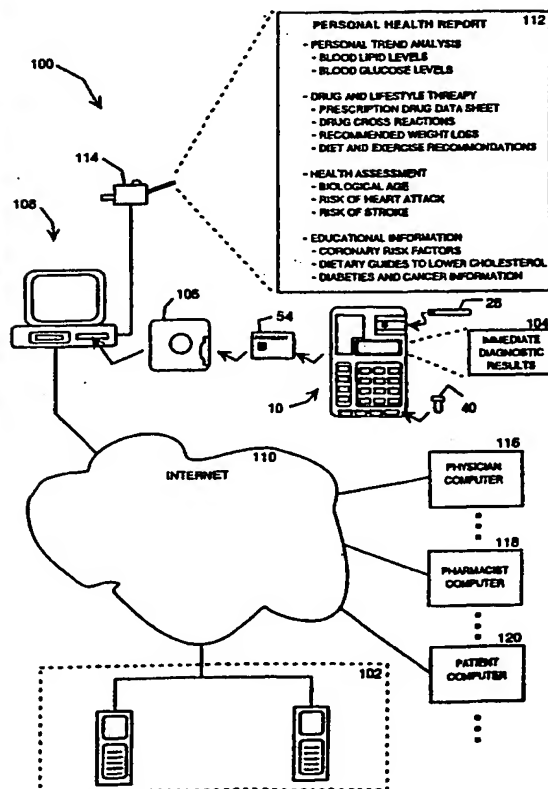 PERSONAL HEALTH REPORT 112
- PERSONAL TREND ANALYSIS
- BLOOD LIPID LEVELS
- BLOOD GLUCOSE LEVELS
- DRUG AND LIFESTYLE THREAPY
- PRESCRIPTION DRUG DATA SHEET
- DRUG CROSS REACTIONS
- RECOMMENDED WEIGHT LOSS
- DIET AND EXERCISE RECOMMONDATIONS
- HEALTH ASSESSMENT
- BIOLOGICAL AGE
- RISK OF HEART ATTACK
- RISK OF STROKE
- EDUCATIONAL INFORMATION
- CORONARY RISK FACTORS
- DIETARY GUIDES TO LOWER CHOLESTEROL
- DIABETIES AND CANCER INFORMATION
100
114
108
106
54
28
104
IMMEDIATE
DIAGNOSTIC
RESULTS
10
40
110
INTERNET
116
PHYSICIAN
COMPUTER
118
PHARMACIST
COMPUTER
120
PATIENT
COMPUTER
102